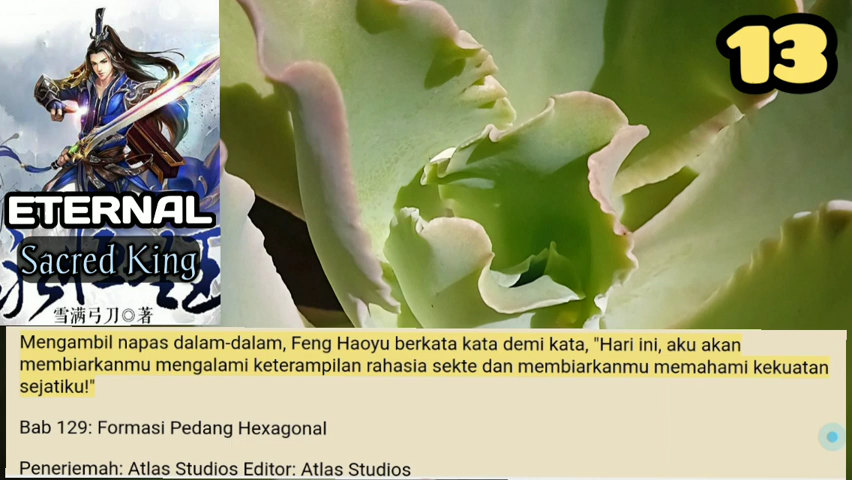 13
ETERNAL
Sacred King
雪满弓刀◎著
Mengambil napas dalam-dalam, Feng Haoyu berkata kata demi kata, "Hari ini, aku akan
membiarkanmu mengalami keterampilan rahasia sekte dan membiarkanmu memahami kekuatan
sejatiku!"
Bab 129: Formasi Pedang Hexagonal
Penerjemah: Atlas Studios Editor: Atlas Studios